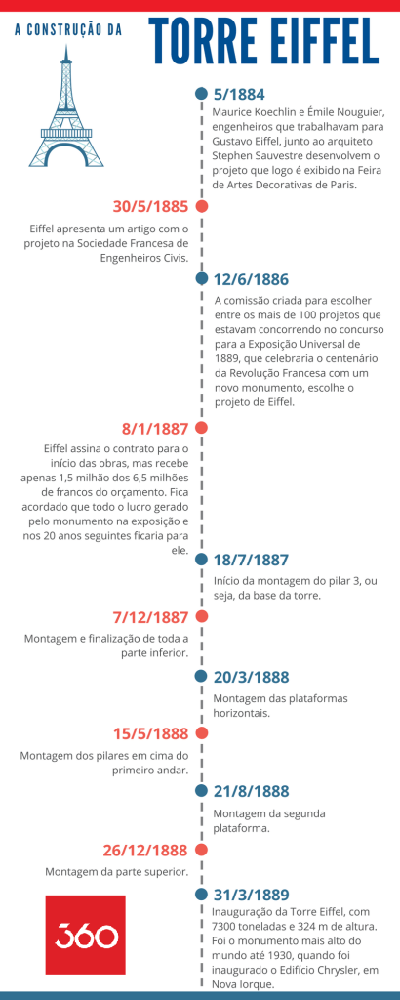 A CONSTRUÇÃO DA
TORRE EIFFEL
5/1884
Maurice Koechlin e Émile Nouguier,
engenheiros que trabalhavam para
Gustavo Eiffel, junto ao arquiteto
Stephen Sauvestre desenvolvem o
projeto que logo é exibido na Feira
de Artes Decorativas de Paris.
30/5/1885
Eiffel apresenta um artigo com o
projeto na Sociedade Francesa de
Engenheiros Civis.
12/6/1886
A comissão criada para escolher
entre os mais de 100 projetos que
estavam concorrendo no concurso
para a Exposição Universal de
1889, que celebraria o centenário
da Revolução Francesa com um
novo monumento, escolhe o
projeto de Eiffel.
8/1/1887
Eiffel assina o contrato para o
início das obras, mas recebe
apenas 1,5 milhão dos 6,5 milhões
de francos do orçamento. Fica
acordado que todo o lucro gerado
pelo monumento na exposição e
nos 20 anos seguintes ficaria para
ele.
18/7/1887
Início da montagem do pilar 3, ou
seja, da base da torre.
7/12/1887
Montagem e finalização de toda a
parte inferior.
20/3/1888
Montagem das plataformas
horizontais.
15/5/1888
Montagem dos pilares em cima do
primeiro andar.
21/8/1888
Montagem da segunda
plataforma.
26/12/1888
Montagem da parte superior.
31/3/1889
Inauguração da Torre Eiffel, com
7300 toneladas e 324 m de altura.
Foi o monumento mais alto do
mundo até 1930, quando foi
inaugurado o Edifício Chrysler, em
Nova Iorque.
360